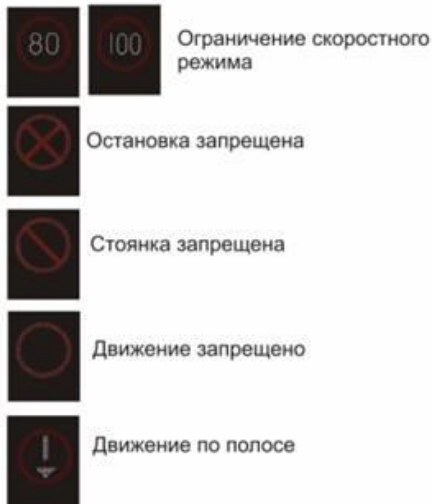 80 100 Ограничение скоростного
режима
Остановка запрещена
Стоянка запрещена
Движение запрещено
Движение по полосе